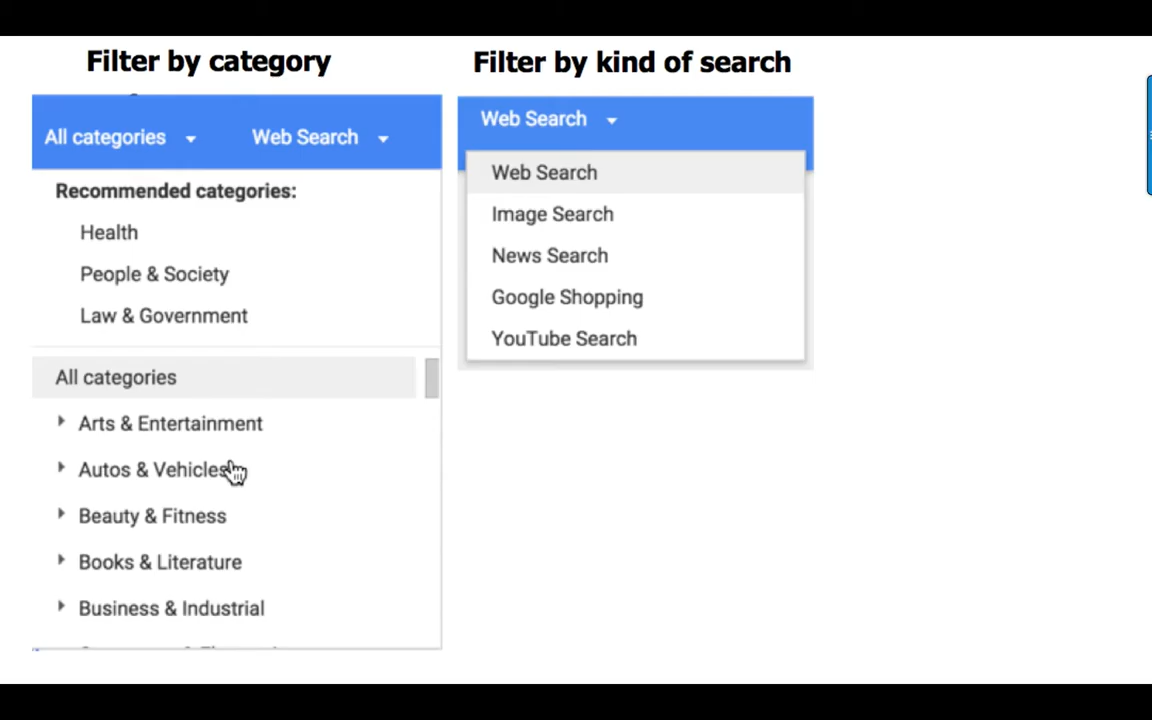 Filter by category
All categories
Web Search
Recommended categories:
Health
People & Society
Law & Government
All categories
Arts & Entertainment
Autos & Vehicles
Beauty & Fitness
Books & Literature
Business & Industrial
Filter by kind of search
Web Search
Web Search
Image Search
News Search
Google Shopping
YouTube Search